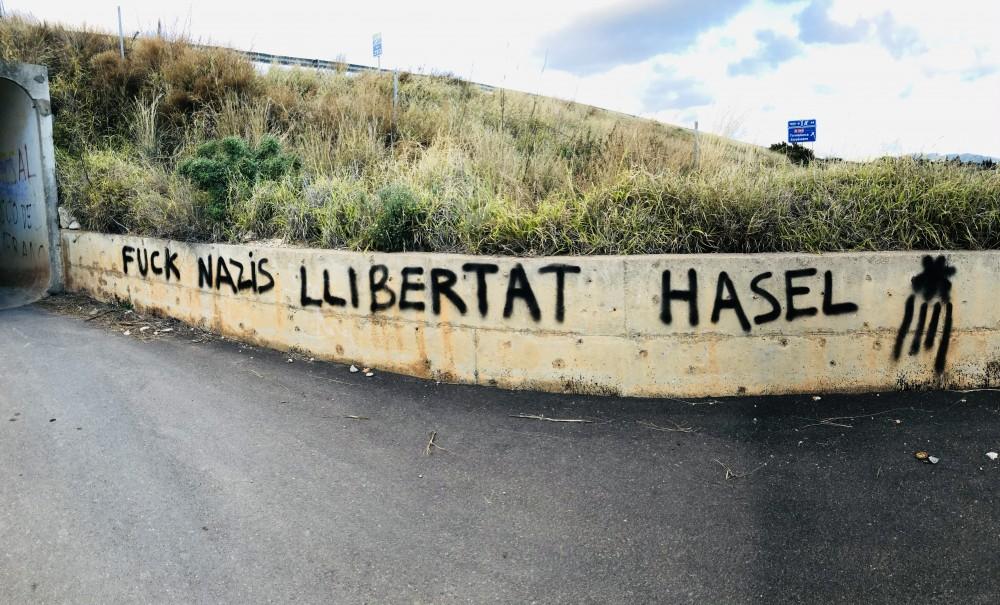 FUCK NAZIS LLIBERTAT HASEL